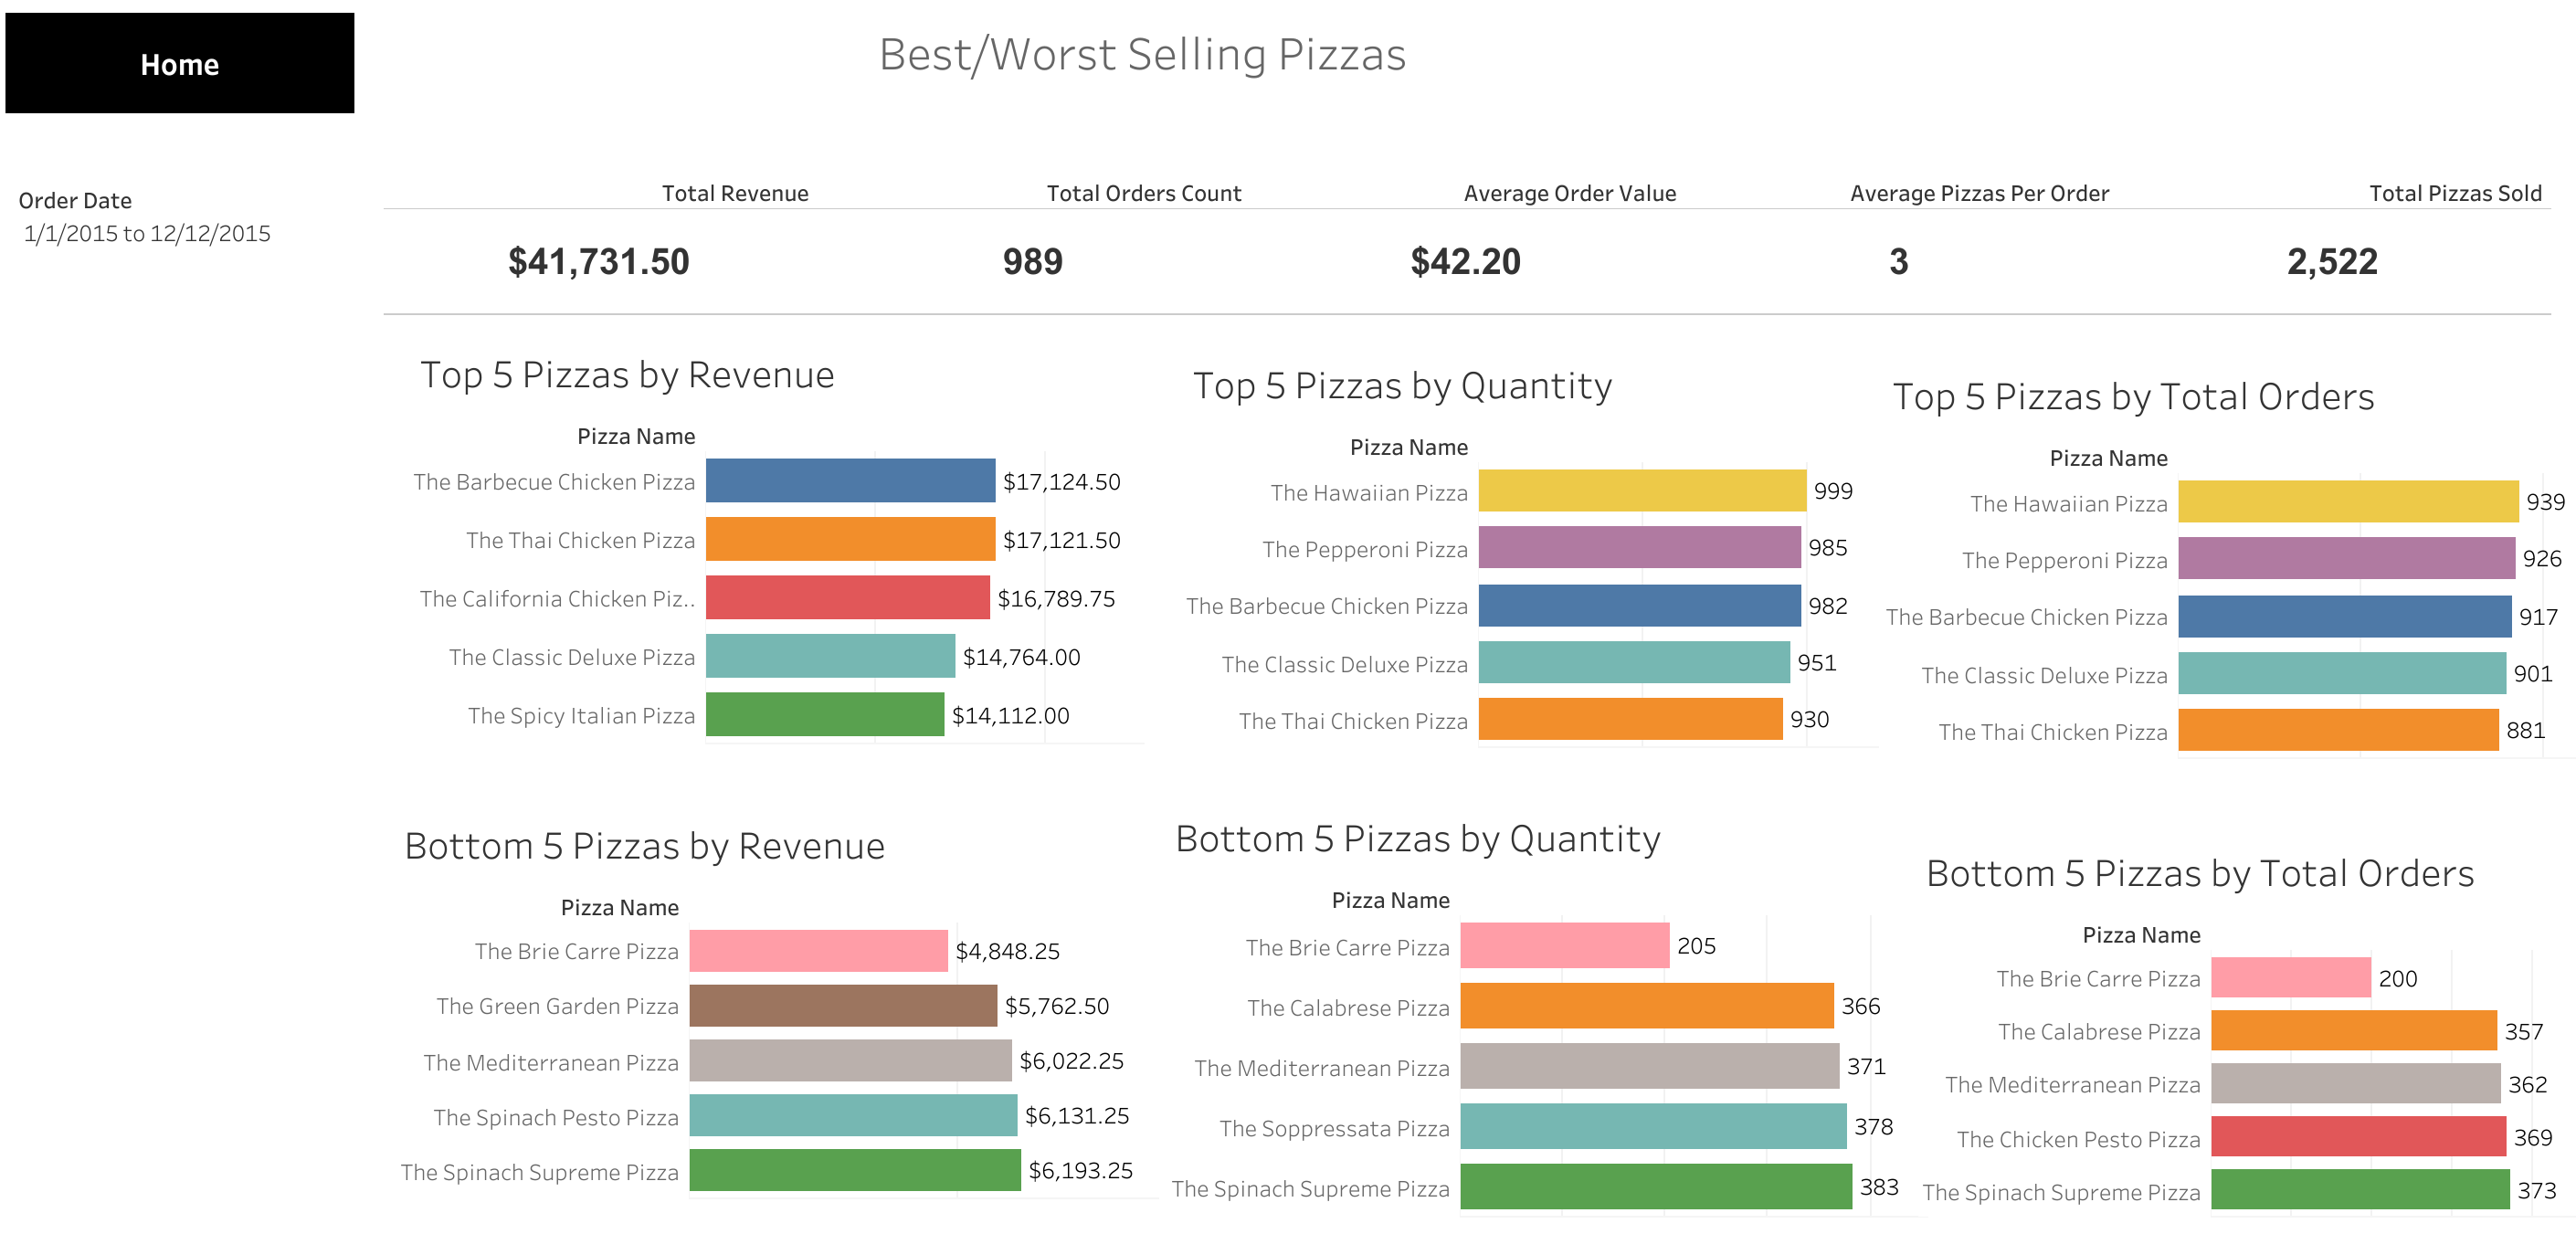 Home
Best/Worst Selling Pizzas
Order Date
1/1/2015 to 12/12/2015
Total Revenue Total Orders Count Average Order Value Average Pizzas Per Order Total Pizzas Sold
$41,731.50 989 $42.20 3 2,522
Top 5 Pizzas by Revenue
Pizza Name
The Barbecue Chicken Pizza $17,124.50
The Thai Chicken Pizza $17,121.50
The California Chicken Piz.. $16,789.75
The Classic Deluxe Pizza $14,764.00
The Spicy Italian Pizza $14,112.00
Top 5 Pizzas by Quantity
Pizza Name
The Hawaiian Pizza 999
The Pepperoni Pizza 985
The Barbecue Chicken Pizza 982
The Classic Deluxe Pizza 951
The Thai Chicken Pizza 930
Top 5 Pizzas by Total Orders
Pizza Name
The Hawaiian Pizza 939
The Pepperoni Pizza 926
The Barbecue Chicken Pizza 917
The Classic Deluxe Pizza 901
The Thai Chicken Pizza 881
Bottom 5 Pizzas by Revenue
Pizza Name
The Brie Carre Pizza $4,848.25
The Green Garden Pizza $5,762.50
The Mediterranean Pizza $6,022.25
The Spinach Pesto Pizza $6,131.25
The Spinach Supreme Pizza $6,193.25
Bottom 5 Pizzas by Quantity
Pizza Name
The Brie Carre Pizza 205
The Calabrese Pizza 366
The Mediterranean Pizza 371
The Soppressata Pizza 378
The Spinach Supreme Pizza 383
Bottom 5 Pizzas by Total Orders
Pizza Name
The Brie Carre Pizza 200
The Calabrese Pizza 357
The Mediterranean Pizza 362
The Chicken Pesto Pizza 369
The Spinach Supreme Pizza 373